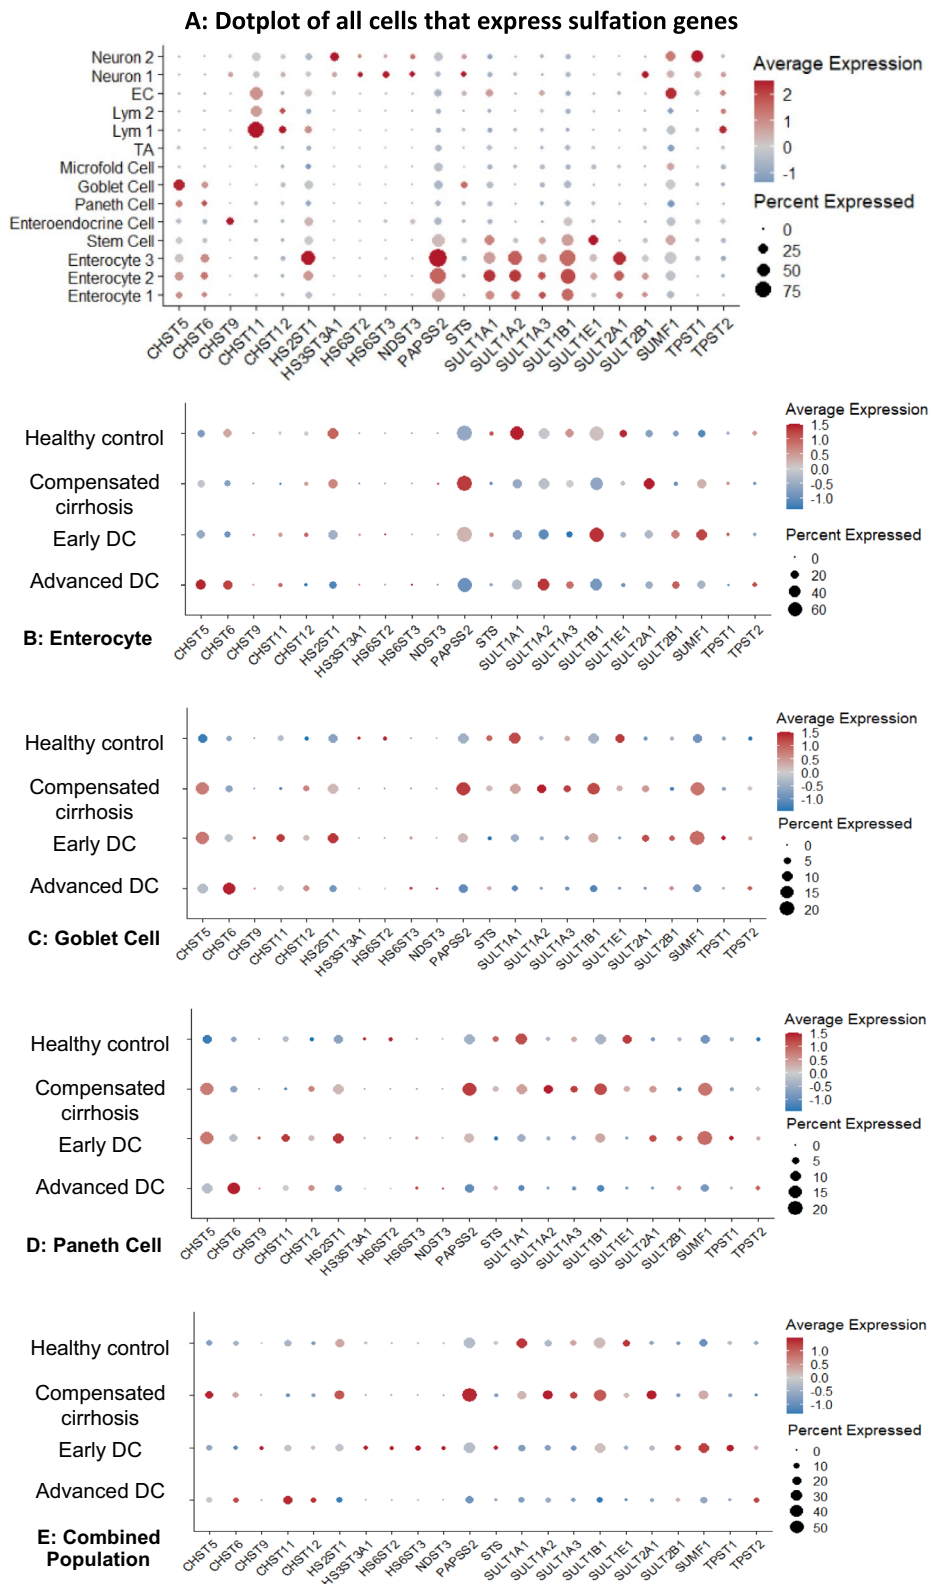 A: Dotplot of all cells that express sulfation genes
Neuron 2
Neuron 1
EC
Lym 2
Lym 1
TA
Microfold Cell
Goblet Cell
Paneth Cell
Enteroendocrine Cell
Stem Cell
Enterocyte 3
Enterocyte 2
Enterocyte 1
CHST5 CHST6 CHST9 CHST11 CHST12 HS2ST1 HS3ST3A1 HS6ST2 HS6ST3 NDST3 PAPSS2 STS SULT1A1 SULT1A2 SULT1A3 SULT1B1 SULT1E1 SULT2A1 SULT2B1 SUMF1 TPST1 TPST2
Average Expression
2
1
0
-1
Percent Expressed
0
25
50
75
Healthy control
Compensated
cirrhosis
Early DC
Advanced DC
B: Enterocyte
CHST5 CHST6 CHST9 CHST11 CHST12 HS2ST1 HS3ST3A1 HS6ST2 HS6ST3 NDST3 PAPSS2 STS SULT1A1 SULT1A2 SULT1A3 SULT1B1 SULT1E1 SULT2A1 SULT2B1 SUMF1 TPST1 TPST2
Average Expression
1.5
1.0
0.5
0.0
-0.5
-1.0
Percent Expressed
0
20
40
60
Healthy control
Compensated
cirrhosis
Early DC
Advanced DC
C: Goblet Cell
CHST5 CHST6 CHST9 CHST11 CHST12 HS2ST1 HS3ST3A1 HS6ST2 HS6ST3 NDST3 PAPSS2 STS SULT1A1 SULT1A2 SULT1A3 SULT1B1 SULT1E1 SULT2A1 SULT2B1 SUMF1 TPST1 TPST2
Average Expression
1.5
1.0
0.5
0.0
-0.5
-1.0
Percent Expressed
0
5
10
15
20
Healthy control
Compensated
cirrhosis
Early DC
Advanced DC
D: Paneth Cell
CHST5 CHST6 CHST9 CHST11 CHST12 HS2ST1 HS3ST3A1 HS6ST2 HS6ST3 NDST3 PAPSS2 STS SULT1A1 SULT1A2 SULT1A3 SULT1B1 SULT1E1 SULT2A1 SULT2B1 SUMF1 TPST1 TPST2
Average Expression
1.5
1.0
0.5
0.0
-0.5
-1.0
Percent Expressed
0
5
10
15
20
Healthy control
Compensated
cirrhosis
Early DC
Advanced DC
E: Combined
Population
CHST5 CHST6 CHST9 CHST11 CHST12 HS2ST1 HS3ST3A1 HS6ST2 HS6ST3 NDST3 PAPSS2 STS SULT1A1 SULT1A2 SULT1A3 SULT1B1 SULT1E1 SULT2A1 SULT2B1 SUMF1 TPST1 TPST2
Average Expression
1.0
0.5
0.0
-0.5
-1.0
Percent Expressed
0
10
20
30
40
50